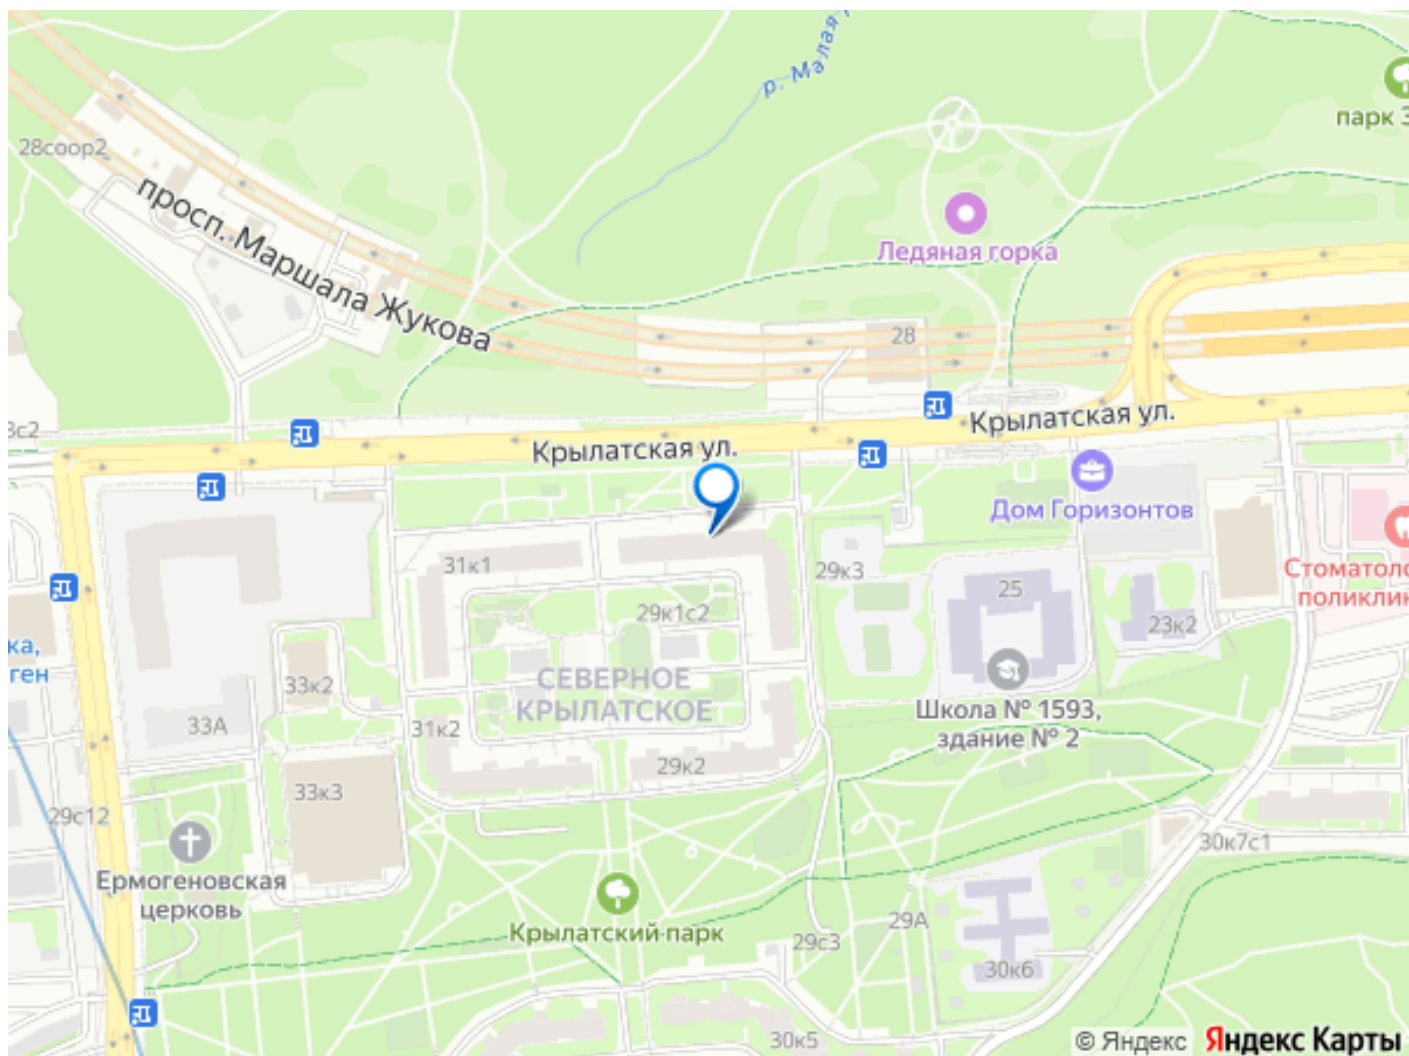 р. Малая
парк З
28соор2
просп. Маршала Жукова
Ледяная горка
28
3с2
Крылатская ул.
Крылатская ул.
Дом Горизонтов
31к1
29к3
25
Стоматоло
поликлин
29к1с2
23к2
ка,
ген
33к2
СЕВЕРНОЕ
КРЫЛАТСКОЕ
33А
31к2
Школа № 1593,
здание № 2
29к2
33к3
29с12
30к7с1
Ермогеновская
церковь
Крылатский парк
29А
29с3
30к6
30к5
© Яндекс Яндекс Карты